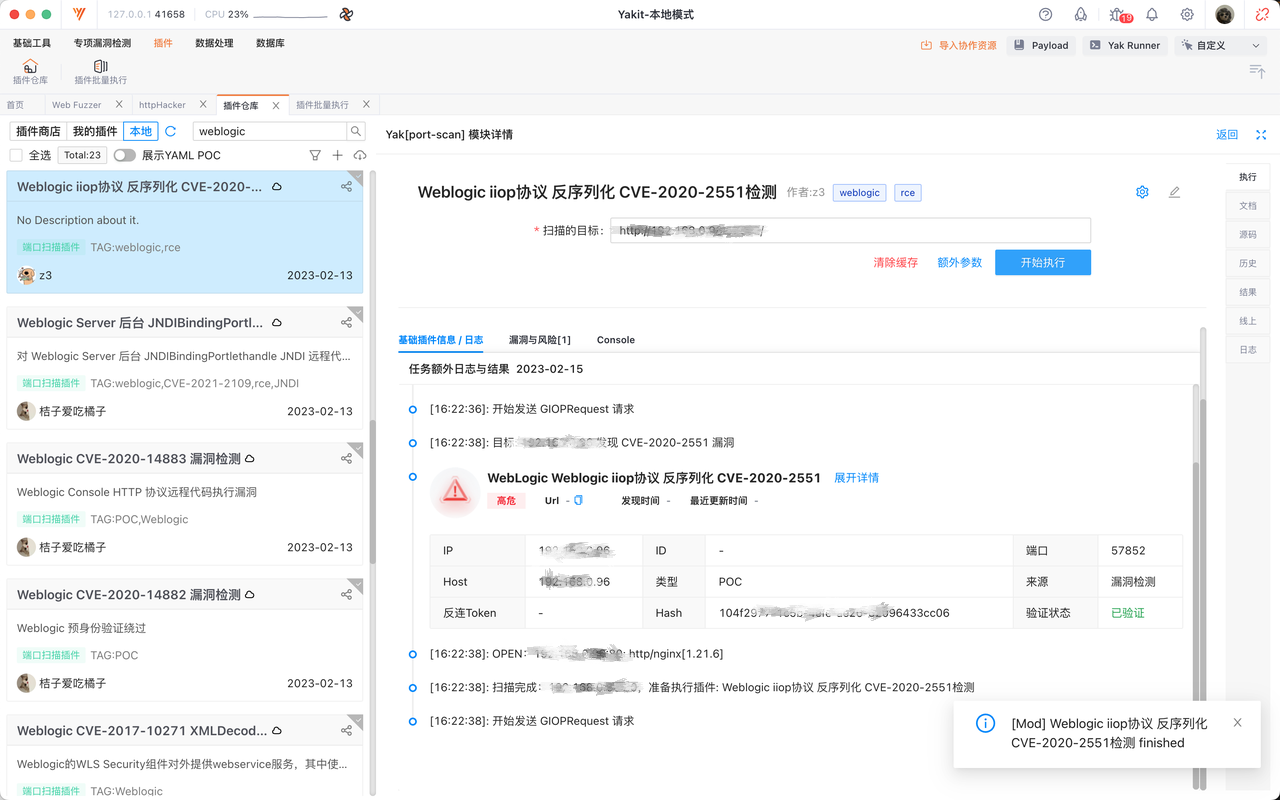 127.0.0.1 41658 CPU 23% Yakit-本地模式 19
基础工具 专项漏洞检测 插件 数据处理 数据库 导入协作资源 Payload Yak Runner 自定义
插件仓库 插件批量执行
首页 Web Fuzzer httpHacker 插件仓库 插件批量执行
插件商店 我的插件 本地 weblogic
全选 Total:23 展示YAML POC
Weblogic iiop协议 反序列化 CVE-2020-...
No Description about it.
端口扫描插件 TAG:weblogic,rce
z3 2023-02-13
Weblogic Server 后台 JNDIBindingPortl...
对 Weblogic Server 后台 JNDIBindingPortlethandle JNDI 远程代...
端口扫描插件 TAG:weblogic,CVE-2021-2109,rce,JNDI
桔子爱吃橘子 2023-02-13
Weblogic CVE-2020-14883 漏洞检测
Weblogic Console HTTP 协议远程代码执行漏洞
端口扫描插件 TAG:POC,Weblogic
桔子爱吃橘子 2023-02-13
Weblogic CVE-2020-14882 漏洞检测
Weblogic 预身份验证绕过
端口扫描插件 TAG:POC
桔子爱吃橘子 2023-02-13
Weblogic CVE-2017-10271 XMLDecod...
Weblogic的WLS Security组件对外提供webservice服务，其中使...
端口扫描插件 TAG:Weblogic
Yak[port-scan] 模块详情 返回
Weblogic iiop协议 反序列化 CVE-2020-2551检测 作者:z3 weblogic rce
* 扫描的目标:
清除缓存 额外参数 开始执行
执行
文档
源码
历史
结果
线上
日志
基础插件信息 / 日志 漏洞与风险[1] Console
任务额外日志与结果 2023-02-15
[16:22:36]: 开始发送 GIOPRequest 请求
[16:22:38]: 目标 发现 CVE-2020-2551 漏洞
WebLogic Weblogic iiop协议 反序列化 CVE-2020-2551 展开详情
高危 Url - 发现时间 - 最近更新时间 -
IP ID - 端口 57852
Host 类型 POC 来源 漏洞检测
反连Token - Hash 验证状态 已验证
[16:22:38]: OPEN: http/nginx[1.21.6]
[16:22:38]: 扫描完成: ，准备执行插件: Weblogic iiop协议 反序列化 CVE-2020-2551检测
[16:22:38]: 开始发送 GIOPRequest 请求
[Mod] Weblogic iiop协议 反序列化
CVE-2020-2551检测 finished